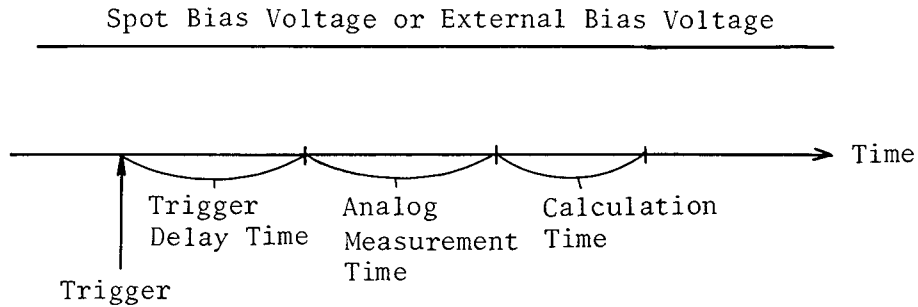 Spot Bias Voltage or External Bias Voltage
Time
Trigger
Delay Time
Analog
Measurement
Time
Calculation
Time
Trigger